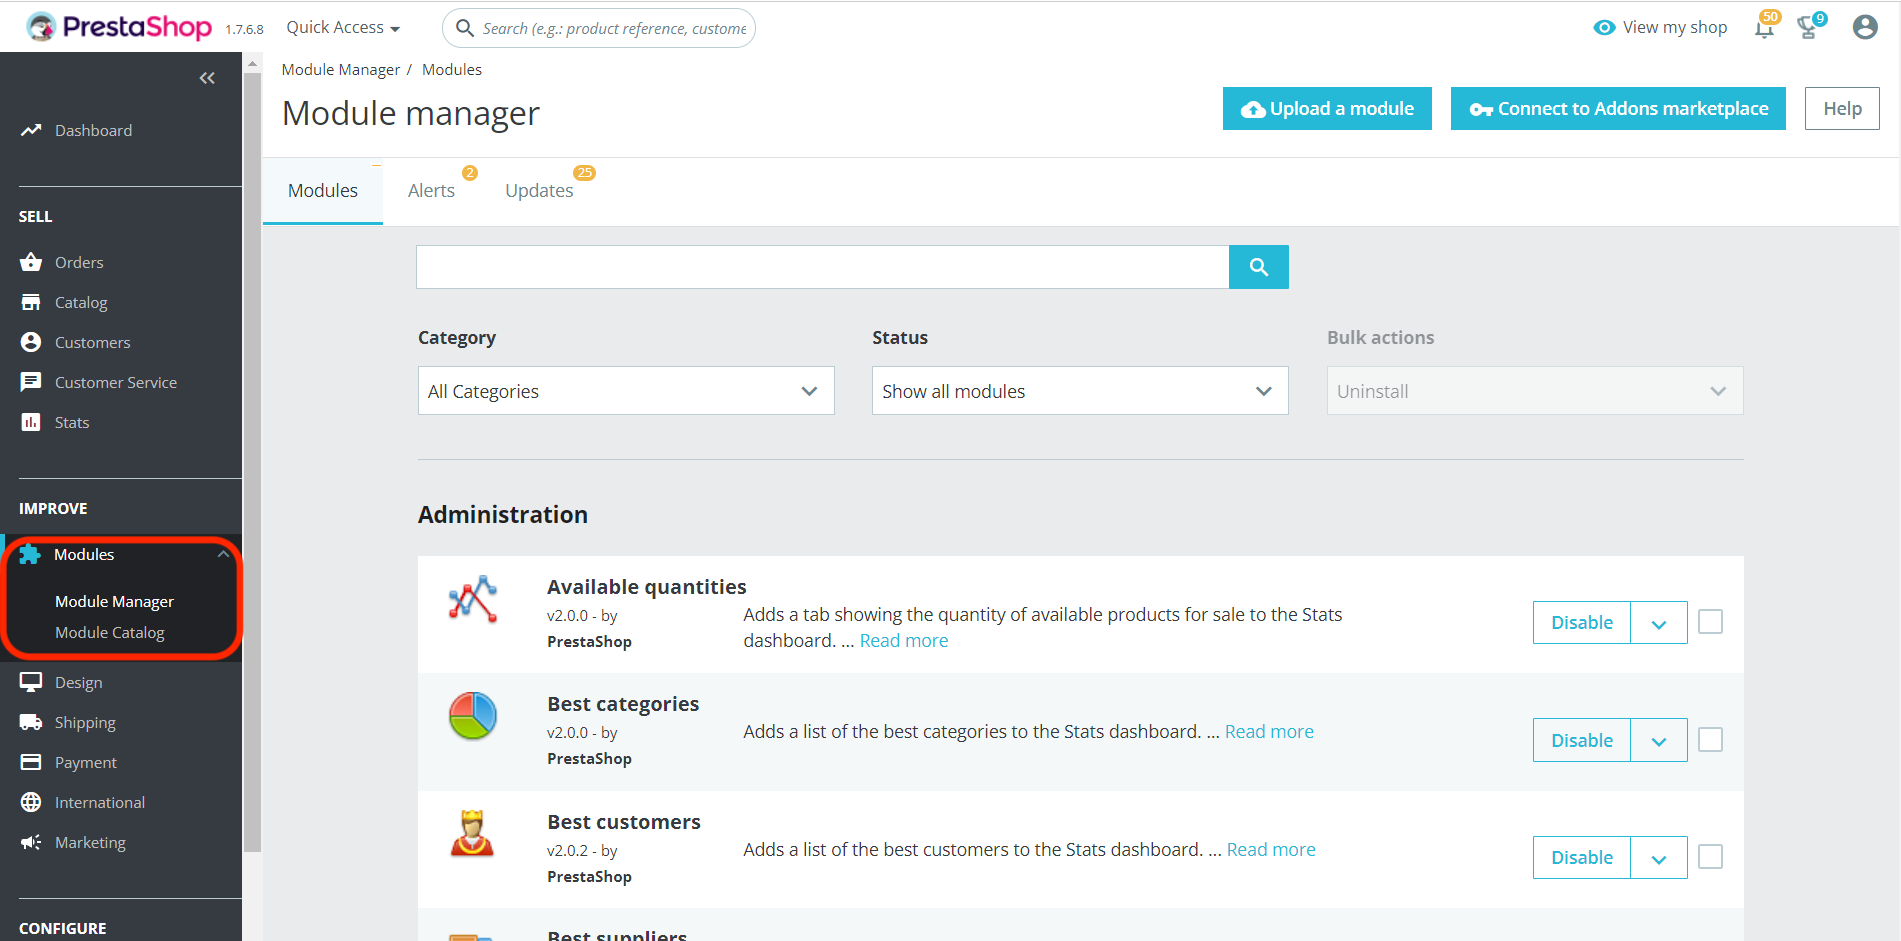 PrestaShop 1.7.6.8 Quick Access Search (e.g.: product reference, custome View my shop 50 9
Module Manager / Modules
Module manager
Upload a module Connect to Addons marketplace Help
Modules Alerts 2 Updates 25
Dashboard
SELL
Orders
Catalog
Customers
Customer Service
Stats
IMPROVE
Modules
Module Manager
Module Catalog
Design
Shipping
Payment
International
Marketing
CONFIGURE
Category Status Bulk actions
All Categories Show all modules Uninstall
Administration
Available quantities
v2.0.0 - by
PrestaShop
Adds a tab showing the quantity of available products for sale to the Stats
dashboard. ... Read more
Disable
Best categories
v2.0.0 - by
PrestaShop
Adds a list of the best categories to the Stats dashboard. ... Read more
Disable
Best customers
v2.0.2 - by
PrestaShop
Adds a list of the best customers to the Stats dashboard. ... Read more
Disable
Best suppliers